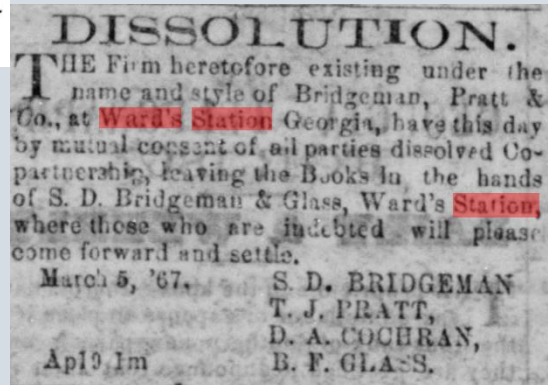 DISSOLUTION.
THE Firm heretofore existing under the
name and style of Bridgeman, Pratt &
Co., at Ward's Station Georgia, have this day
by mutual consent of all parties dissolved Co-
partnership, leaving the Books in the hands
of S. D. Bridgeman & Glass, Ward's Station,
where those who are indebted will please
come forward and settle.
March 5, '67. S. D. BRIDGEMAN
T. J. PRATT,
D. A. COCHRAN,
Ap19 1m B. F. GLASS.